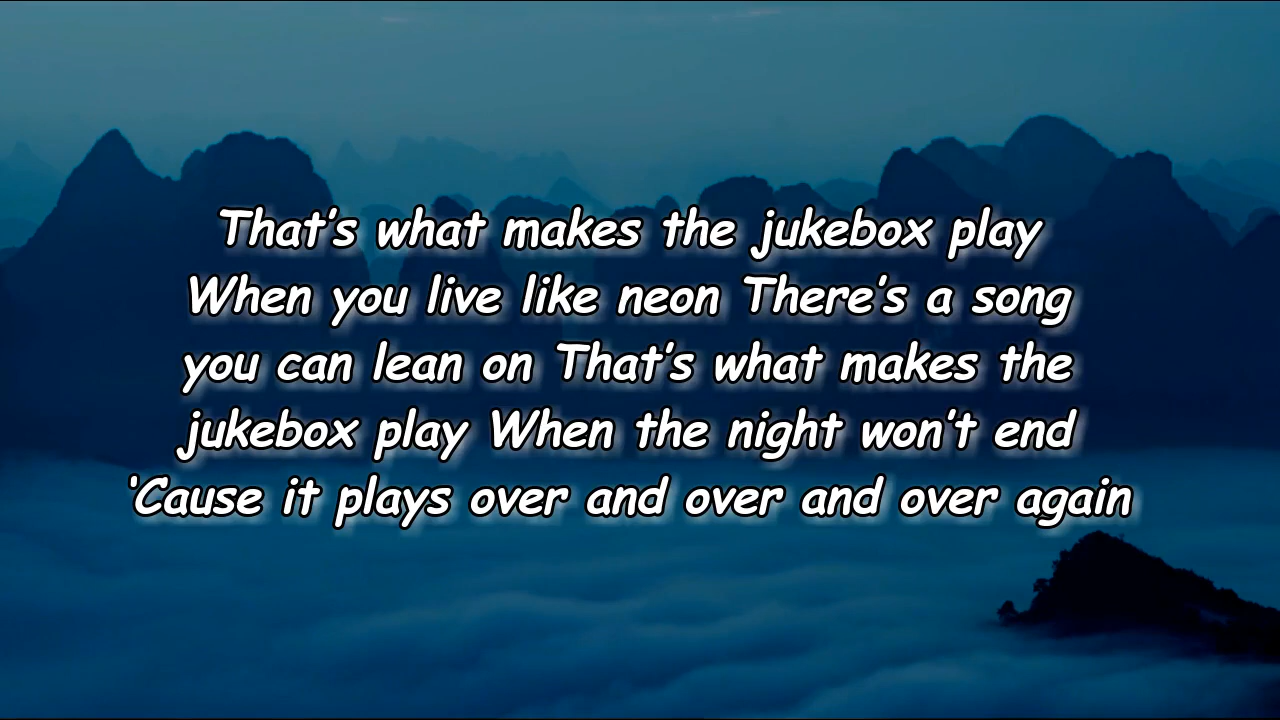 That's what makes the jukebox play
When you live like neon There's a song
you can lean on That's what makes the
jukebox play When the night won't end
‘Cause it plays over and over and over again